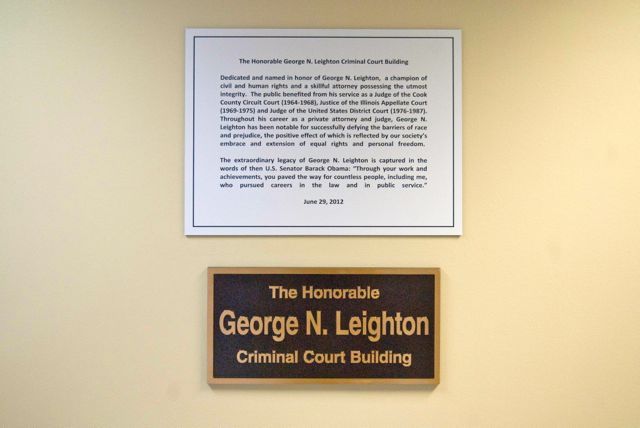 The Honorable George N. Leighton Criminal Court Building
Dedicated and named in honor of George N. Leighton, a champion of
civil and human rights and a skillful attorney possessing the utmost
integrity. The public benefited from his service as a Judge of the Cook
County Circuit Court (1964-1968), Justice of the Illinois Appellate Court
(1969-1975) and Judge of the United States District Court (1976-1987).
Throughout his career as a private attorney and judge, George N.
Leighton has been notable for successfully defying the barriers of race
and prejudice, the positive effect of which is reflected by our society's
embrace and extension of equal rights and personal freedom.
The extraordinary legacy of George N. Leighton is captured in the
words of then U.S. Senator Barack Obama: "Through your work and
achievements, you paved the way for countless people, including me,
who pursued careers in the law and in public service."
June 29, 2012
The Honorable
George N. Leighton
Criminal Court Building